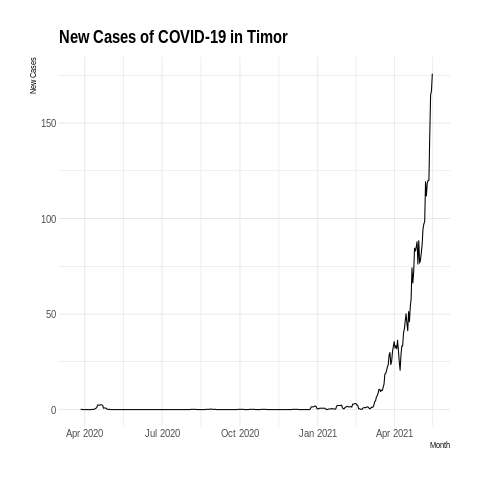 New Cases of COVID-19 in Timor
New Cases
150
100
50
0
Apr 2020 Jul 2020 Oct 2020 Jan 2021 Apr 2021
Month